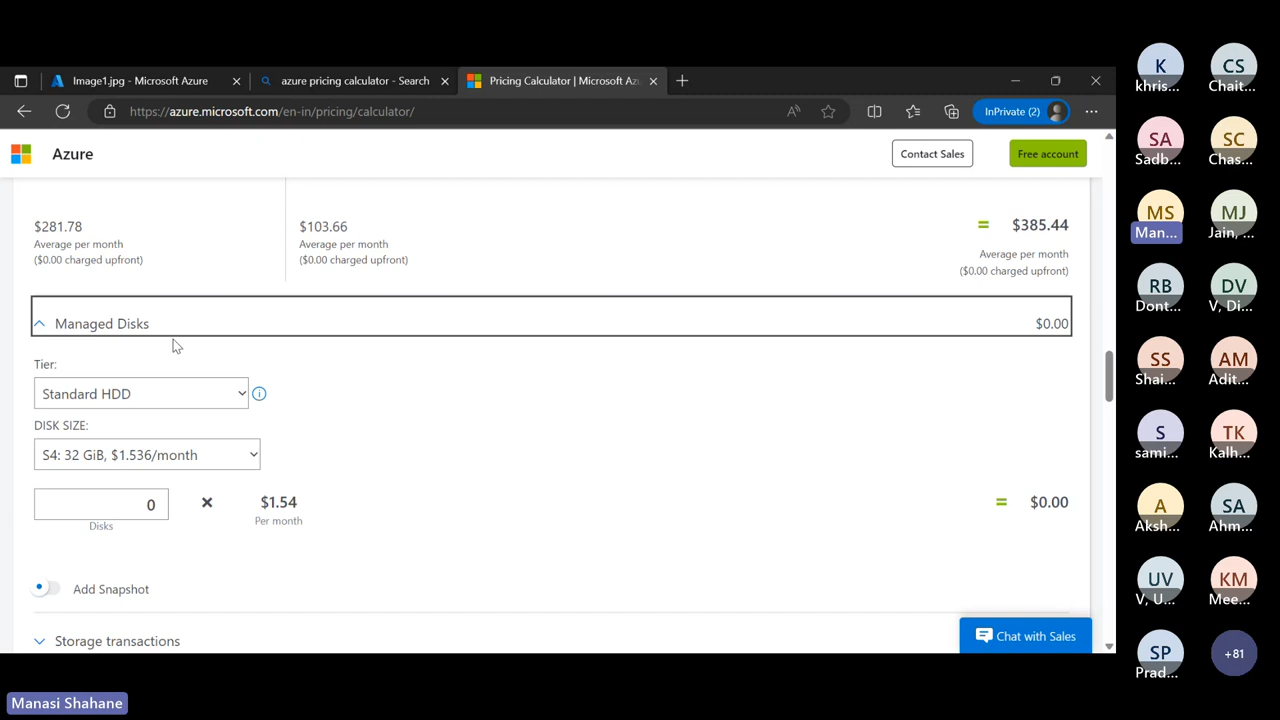 Image1.jpg - Microsoft Azure
azure pricing calculator - Search
Pricing Calculator | Microsoft Azu
https://azure.microsoft.com/en-in/pricing/calculator/
InPrivate (2)
Azure
Contact Sales
Free account
$281.78
Average per month
($0.00 charged upfront)
$103.66
Average per month
($0.00 charged upfront)
= $385.44
Average per month
($0.00 charged upfront)
Managed Disks
$0.00
Tier:
Standard HDD
DISK SIZE:
S4: 32 GiB, $1.536/month
0
Disks
×
$1.54
Per month
= $0.00
Add Snapshot
Storage transactions
Chat with Sales
Manasi Shahane
K
khris...
CS
Chait...
SA
Sadb...
SC
Chas...
MS
Man...
MJ
Jain, ...
RB
Dont...
DV
V, Di...
SS
Shai...
AM
Adit...
S
sami...
TK
Kalh...
A
Aksh...
SA
Ahm...
UV
V, U...
KM
Mee...
SP
Prad...
+81